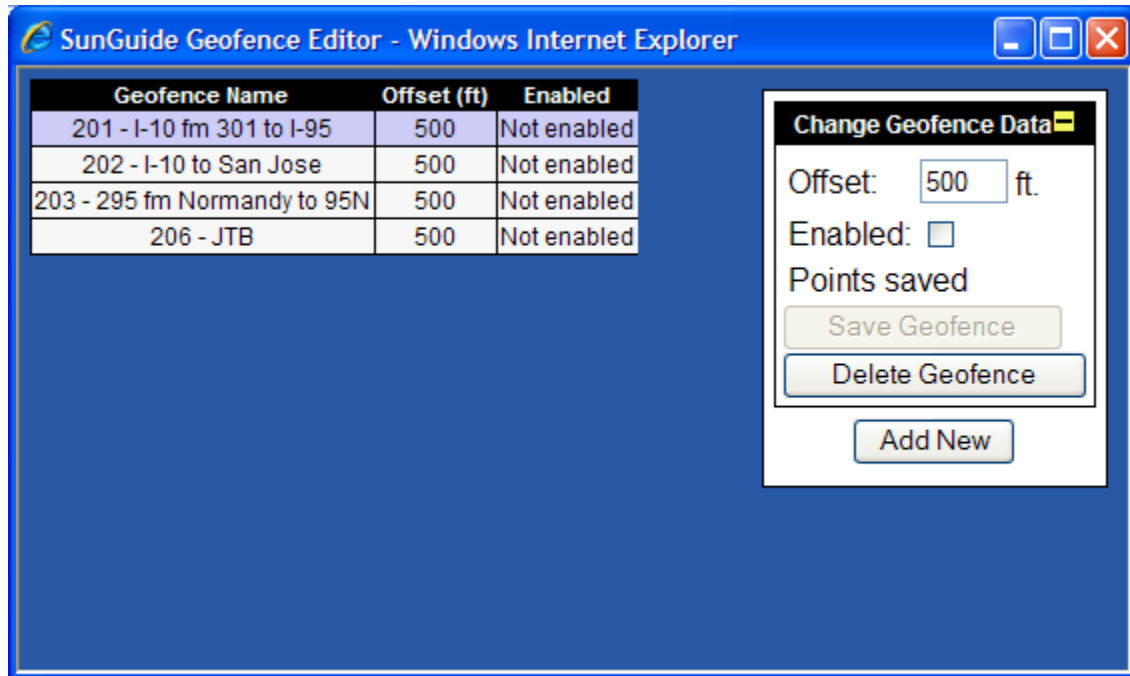 SunGuide Geofence Editor - Windows Internet Explorer
Geofence Name Offset (ft) Enabled
201 - I-10 fm 301 to I-95 500 Not enabled
202 - I-10 to San Jose 500 Not enabled
203 - 295 fm Normandy to 95N 500 Not enabled
206 - JTB 500 Not enabled
Change Geofence Data
Offset: 500 ft.
Enabled:
Points saved
Save Geofence
Delete Geofence
Add New